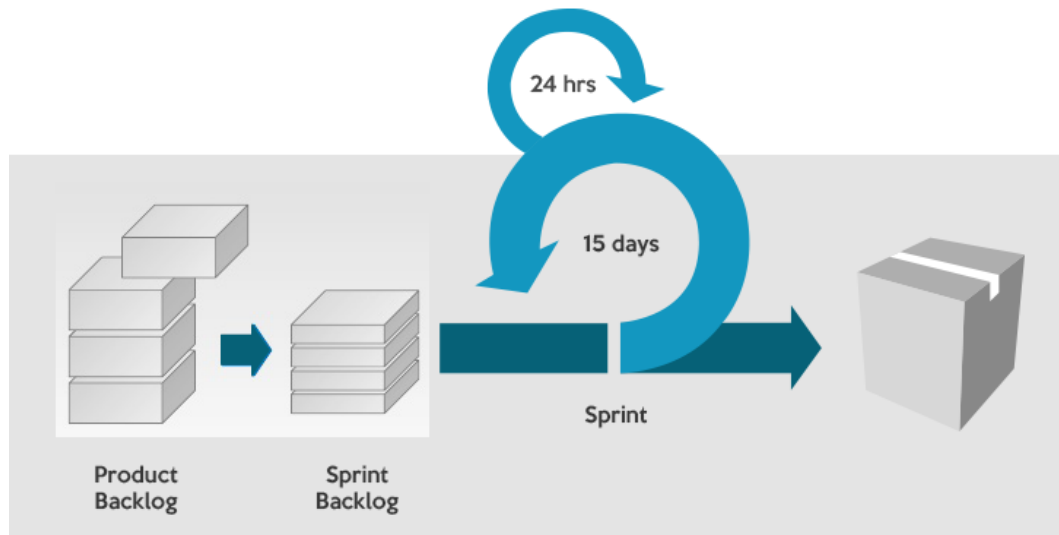 24 hrs
15 days
Sprint
Product
Backlog
Sprint
Backlog